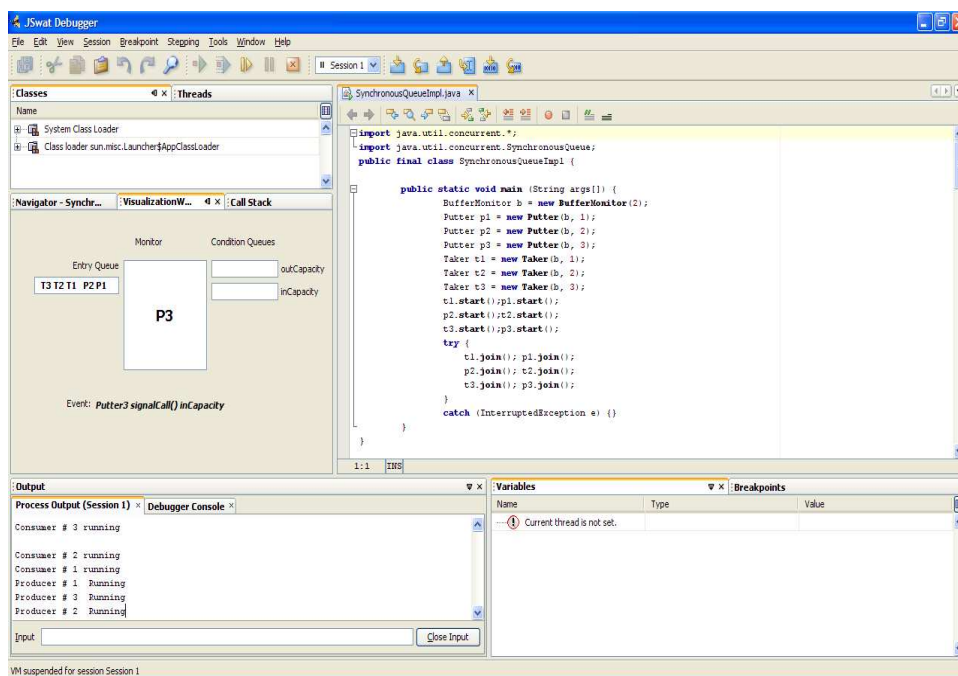 JSwat Debugger
File Edit View Session Breakpoint Stepping Tools Window Help
Session 1
Classes
Threads
Name
System Class Loader
Class loader sun.misc.Launcher$AppClassLoader
Navigator - Synchr...
VisualizationW...
Call Stack
Monitor
Condition Queues
Entry Queue
outCapacity
T3 T2 T1 P2 P1
inCapacity
P3
Event: Putter3 signalCall() inCapacity
SynchronousQueueImpl.java
import java.util.concurrent.*;
import java.util.concurrent.SynchronousQueue;
public final class SynchronousQueueImpl {
public static void main (String args[]) {
BufferMonitor b = new BufferMonitor(2);
Putter p1 = new Putter(b, 1);
Putter p2 = new Putter(b, 2);
Putter p3 = new Putter(b, 3);
Taker t1 = new Taker(b, 1);
Taker t2 = new Taker(b, 2);
Taker t3 = new Taker(b, 3);
t1.start();p1.start();
p2.start();t2.start();
t3.start();p3.start();
try {
t1.join(); p1.join();
p2.join(); t2.join();
t3.join(); p3.join();
}
catch (InterruptedException e) {}
}
}
1:1 INS
Output
Process Output (Session 1)
Debugger Console
Consumer # 3 running
Consumer # 2 running
Consumer # 1 running
Producer # 1 Running
Producer # 3 Running
Producer # 2 Running
Input
Close Input
Variables
Breakpoints
Name Type Value
Current thread is not set.
VM suspended for session Session 1